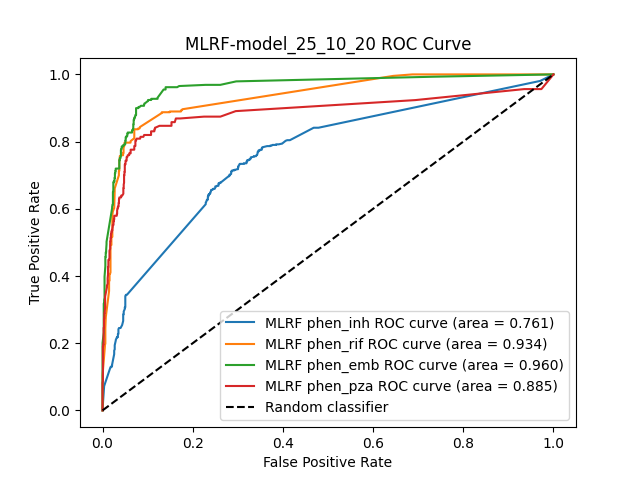 MLRF-model_25_10_20 ROC Curve
1.0
0.8
0.6
0.4
0.2
0.0
True Positive Rate
MLRF phen_inh ROC curve (area = 0.761)
MLRF phen_rif ROC curve (area = 0.934)
MLRF phen_emb ROC curve (area = 0.960)
MLRF phen_pza ROC curve (area = 0.885)
Random classifier
0.0 0.2 0.4 0.6 0.8 1.0
False Positive Rate